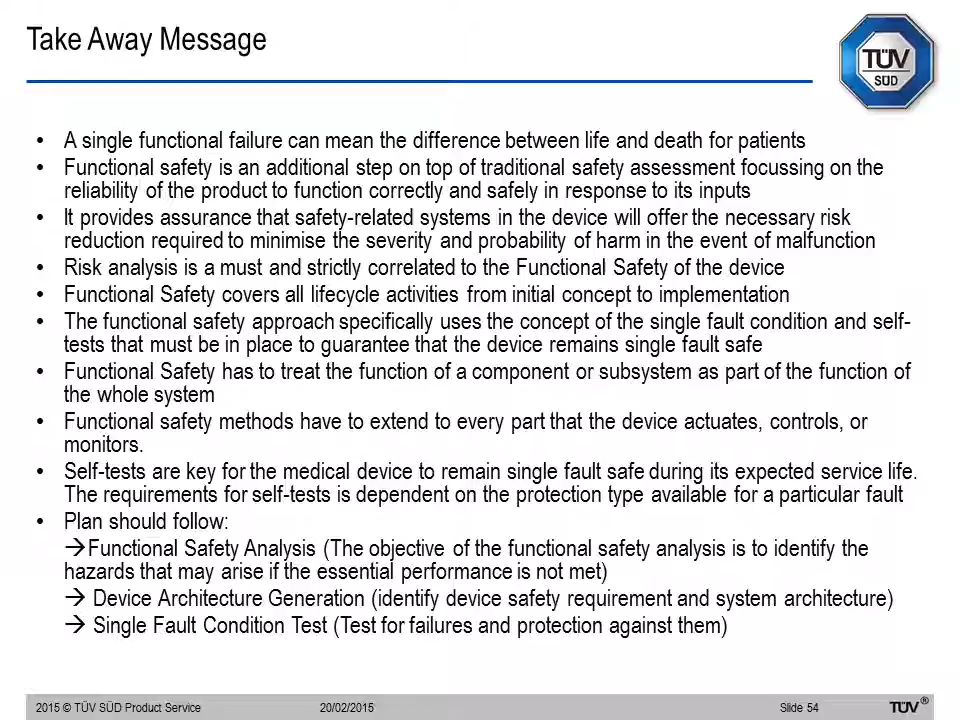 Take Away Message
TÜV
SÜD
• A single functional failure can mean the difference between life and death for patients
• Functional safety is an additional step on top of traditional safety assessment focussing on the
reliability of the product to function correctly and safely in response to its inputs
• It provides assurance that safety-related systems in the device will offer the necessary risk
reduction required to minimise the severity and probability of harm in the event of malfunction
• Risk analysis is a must and strictly correlated to the Functional Safety of the device
• Functional Safety covers all lifecycle activities from initial concept to implementation
• The functional safety approach specifically uses the concept of the single fault condition and self-
tests that must be in place to guarantee that the device remains single fault safe
• Functional Safety has to treat the function of a component or subsystem as part of the function of
the whole system
• Functional safety methods have to extend to every part that the device actuates, controls, or
monitors.
• Self-tests are key for the medical device to remain single fault safe during its expected service life.
The requirements for self-tests is dependent on the protection type available for a particular fault
• Plan should follow:
→Functional Safety Analysis (The objective of the functional safety analysis is to identify the
hazards that may arise if the essential performance is not met)
→ Device Architecture Generation (identify device safety requirement and system architecture)
→ Single Fault Condition Test (Test for failures and protection against them)
2015 © TÜV SÜD Product Service 20/02/2015 Slide 54 TÜV®